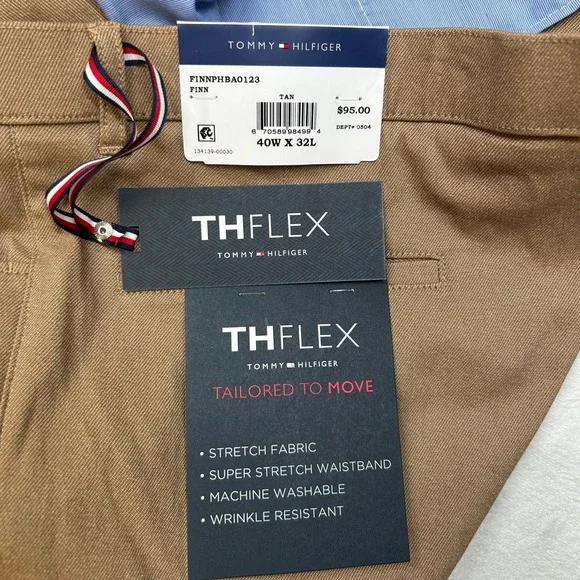 TOMMY HILFIGER
FINNPHBA0123
FINN
TAN
$95.00
6 70589 98499 4
DEPT# 0804
40W X 32L
134139-00030
THFLEX
TOMMY HILFIGER
THFLEX
TOMMY HILFIGER
TAILORED TO MOVE
• STRETCH FABRIC
• SUPER STRETCH WAISTBAND
• MACHINE WASHABLE
• WRINKLE RESISTANT